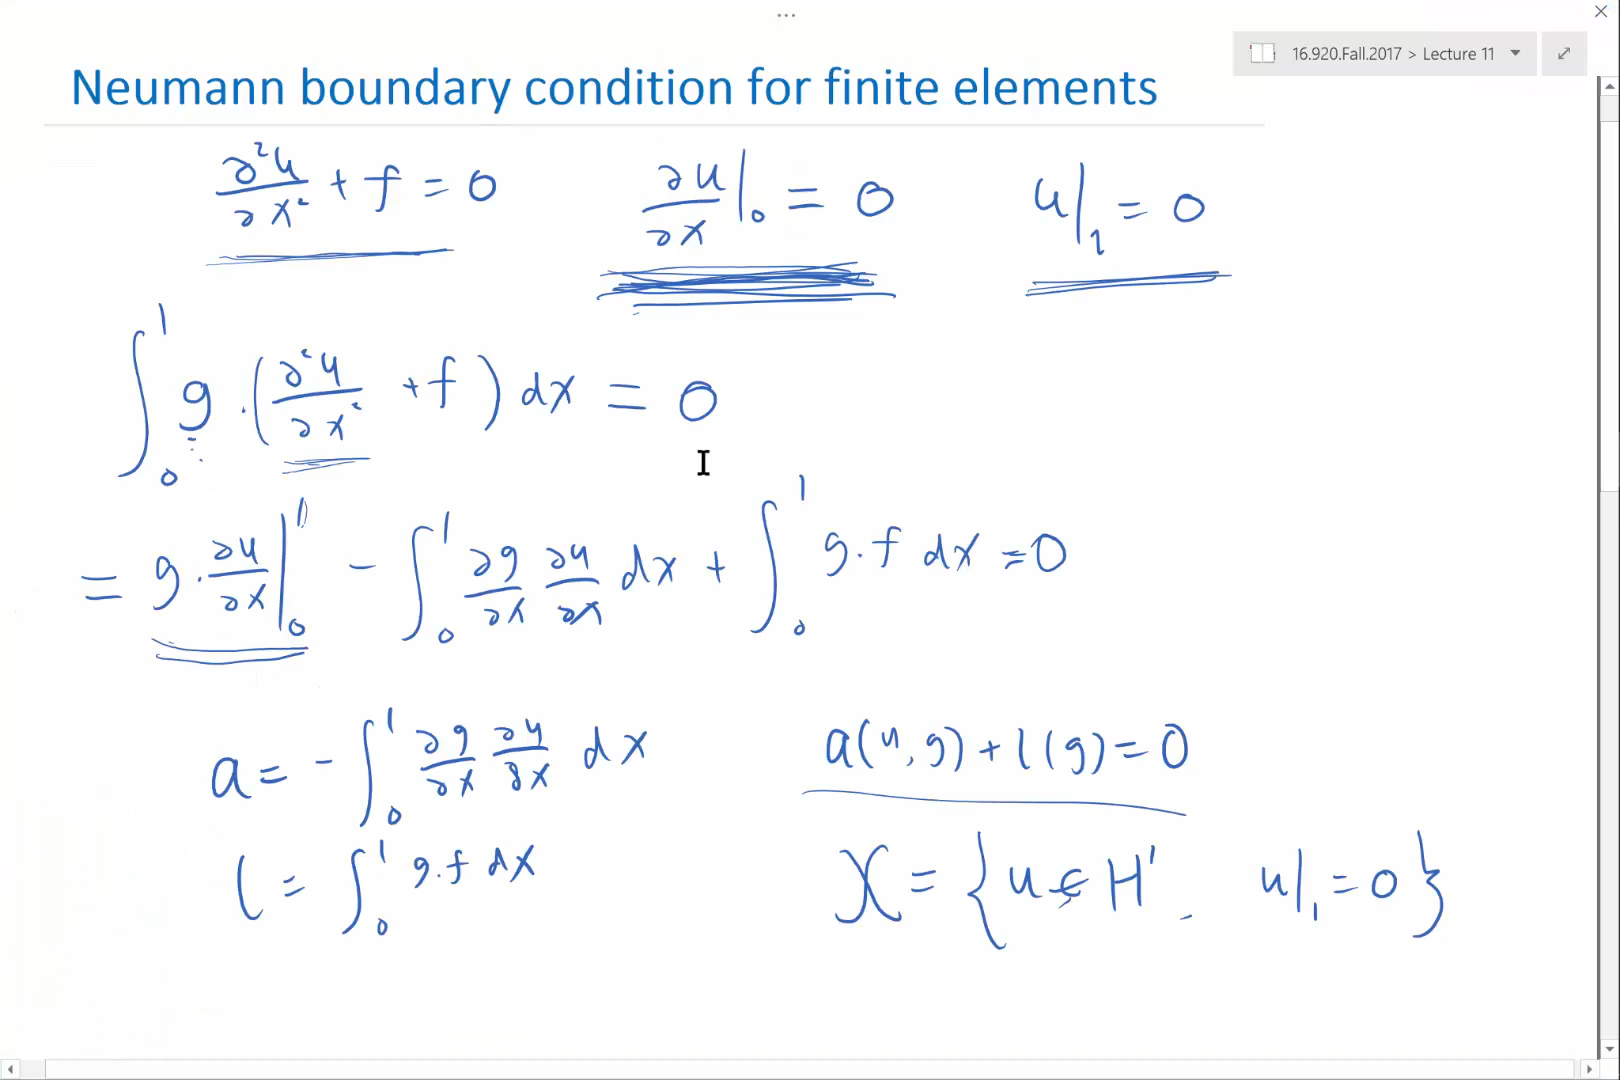 ...
16.920.Fall.2017 > Lecture 11
Neumann boundary condition for finite elements
∂²u/∂x² + f = 0    ∂u/∂x|₀ = 0    u|₁ = 0
∫₀¹ g · (∂²u/∂x² + f) dx = 0
= g · ∂u/∂x|₀¹ - ∫₀¹ ∂g/∂x ∂u/∂x dx + ∫₀¹ g · f dx = 0
a = - ∫₀¹ ∂g/∂x ∂u/∂x dx    a(u, g) + l(g) = 0
l = ∫₀¹ g · f dx    X = { u ∈ H¹    u|₁ = 0 }